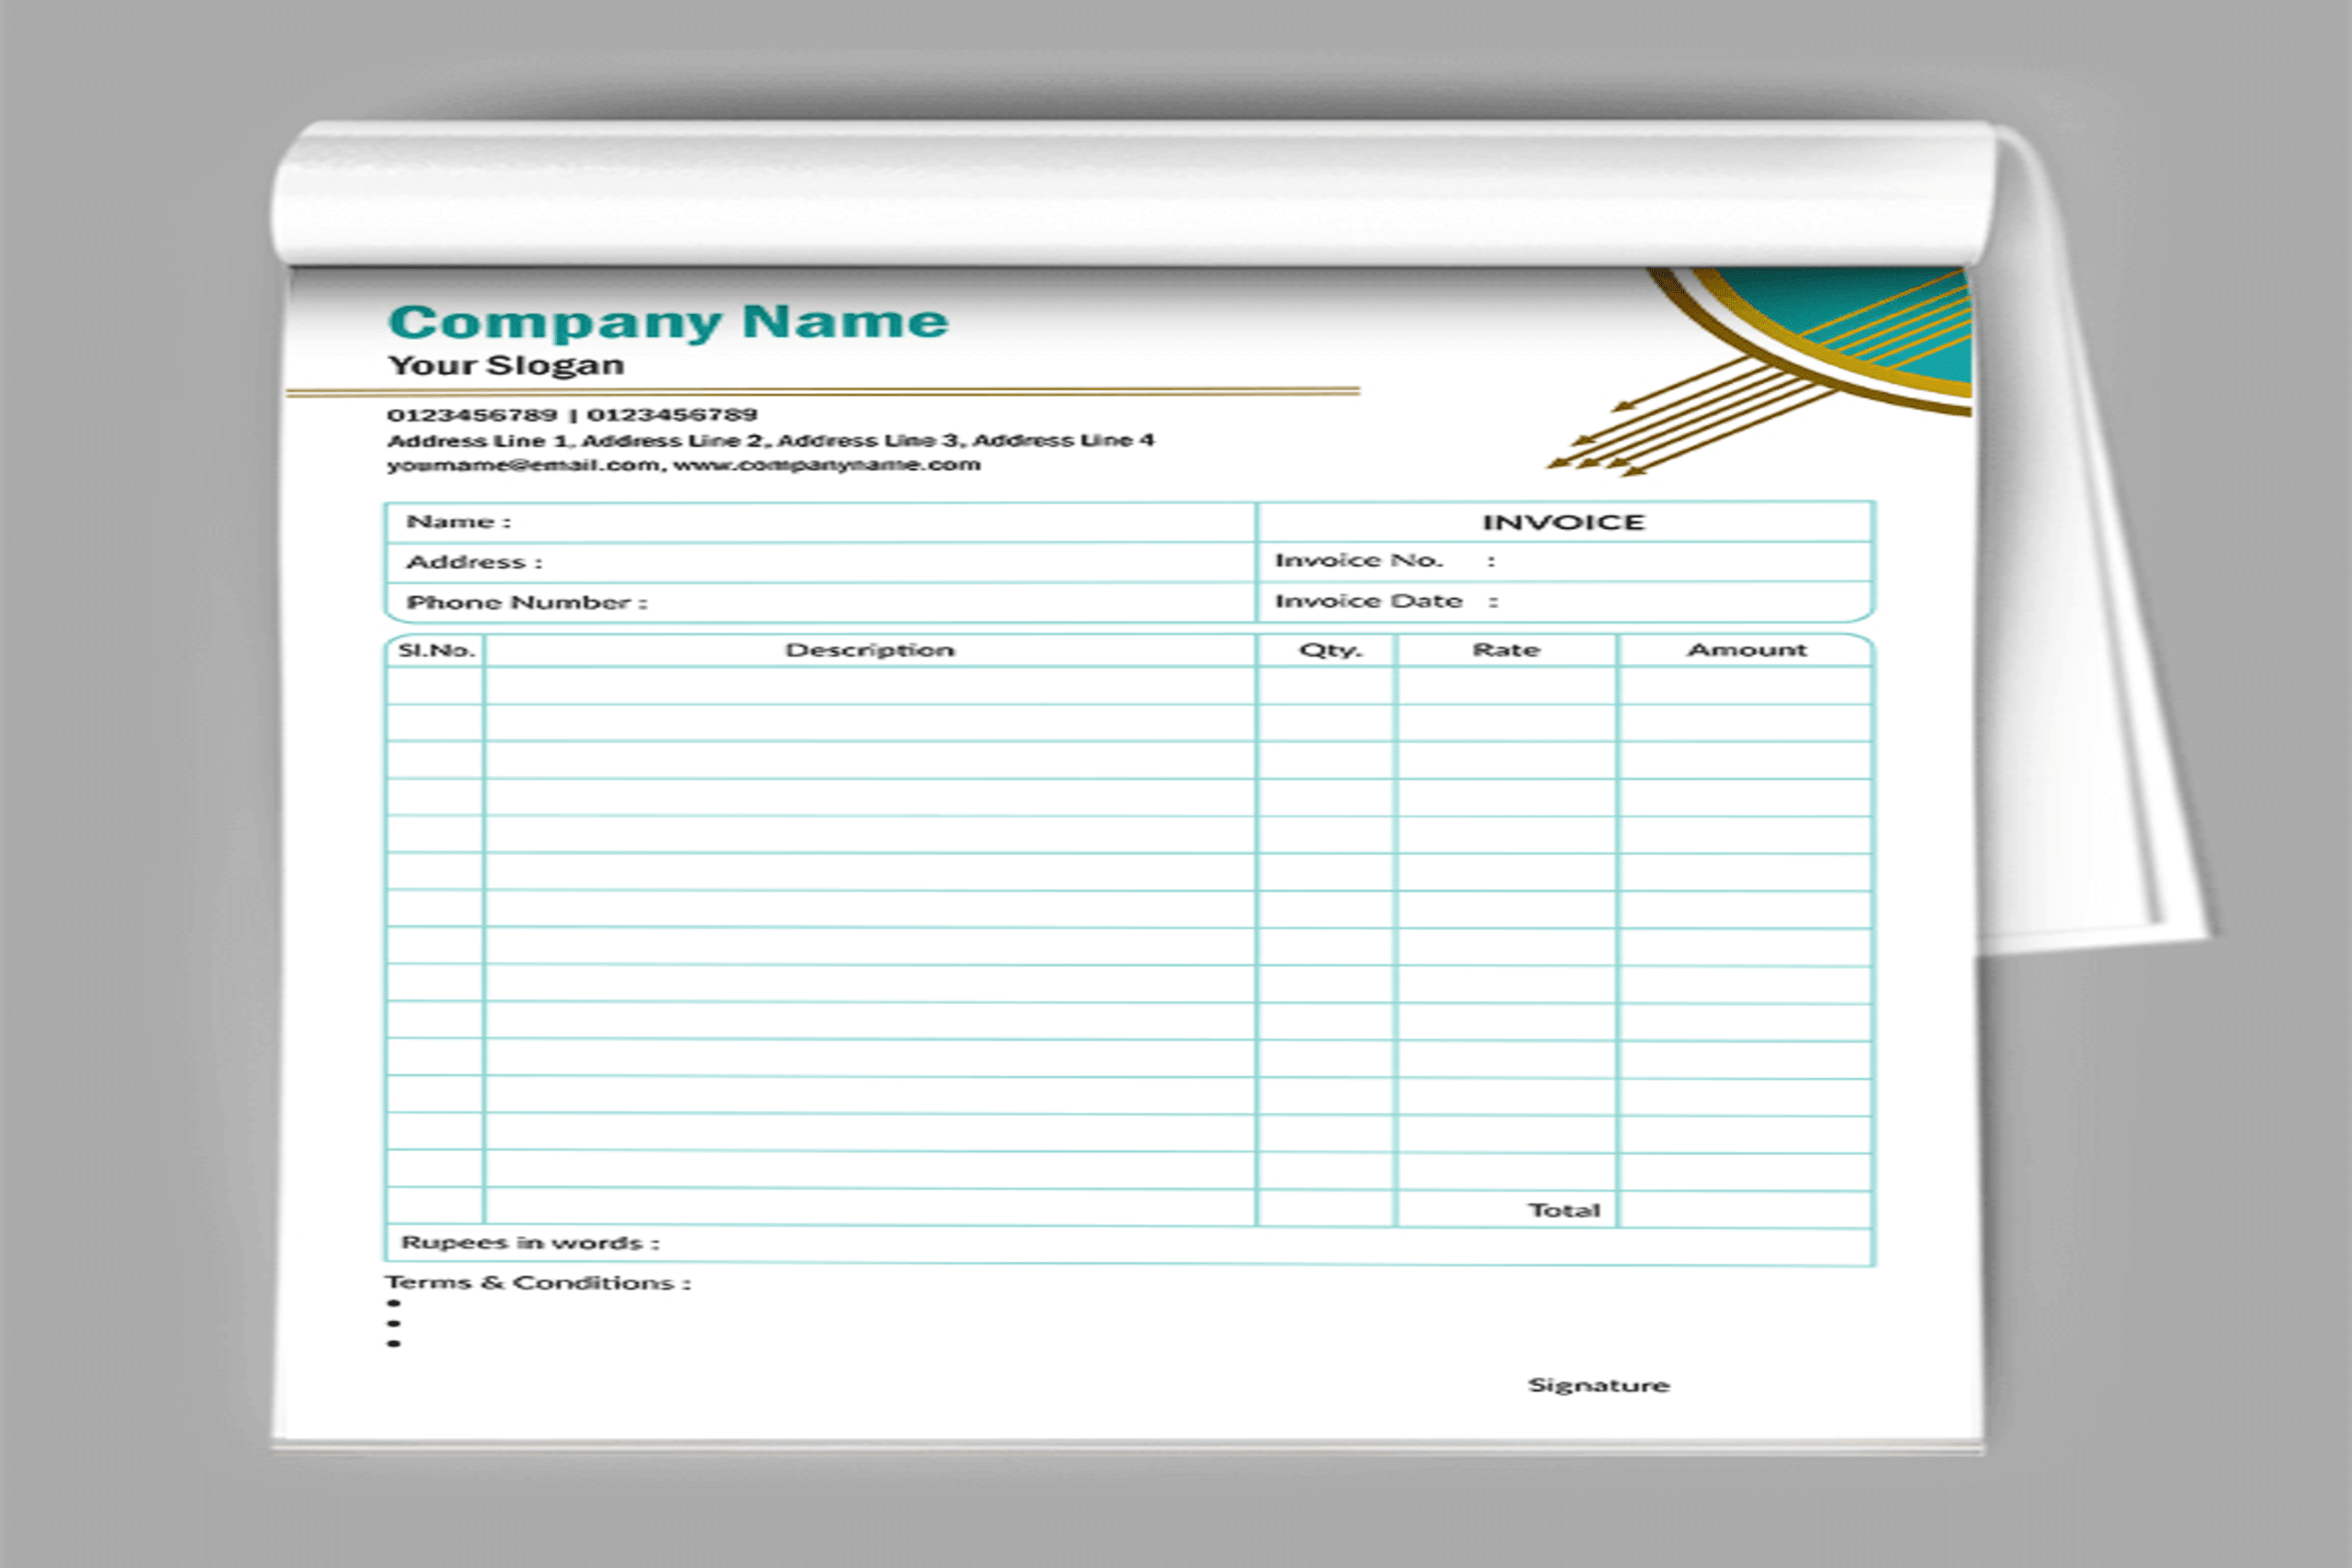 Company Name
Your Slogan
0123456789 | 0123456789
Address Line 1, Address Line 2, Address Line 3, Address Line 4
yourname@email.com, www.companyname.com
Name :
INVOICE
Address :
Invoice No. :
Phone Number :
Invoice Date :
Sl.No. Description Qty. Rate Amount
Total
Rupees in words :
Terms & Conditions :
•
•
•
Signature